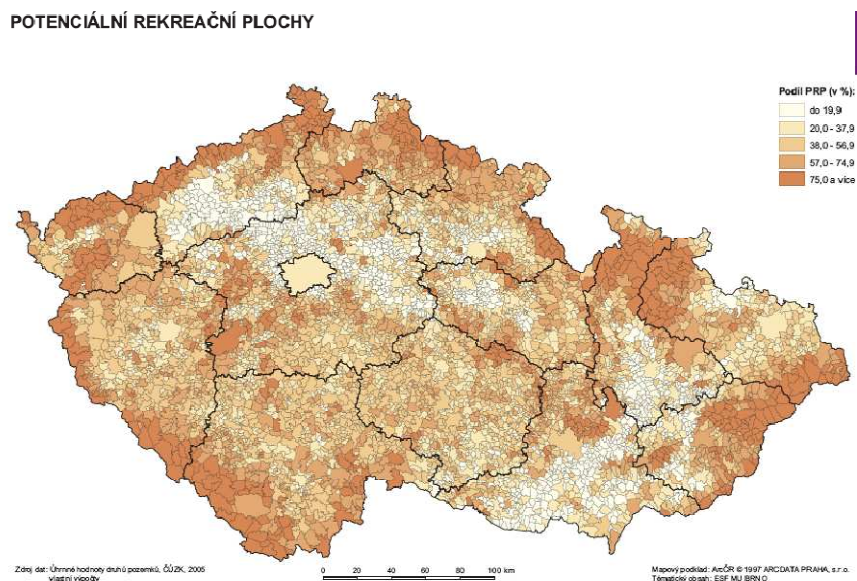 POTENCIÁLNÍ REKREAČNÍ PLOCHY
Podíl PRP (v %):
do 19,9
20,0 - 37,9
38,0 - 56,9
57,0 - 74,9
75,0 a více
Zdroj dat: Úhrnné hodnoty druhů pozemků, ČÚZK, 2005
vlastní výpočty
0 20 40 60 80 100 km
Mapový podklad: ArcČR © 1997 ARCDATA PRAHA, s.r.o.
Tématický obsah: ESF MU BRNO